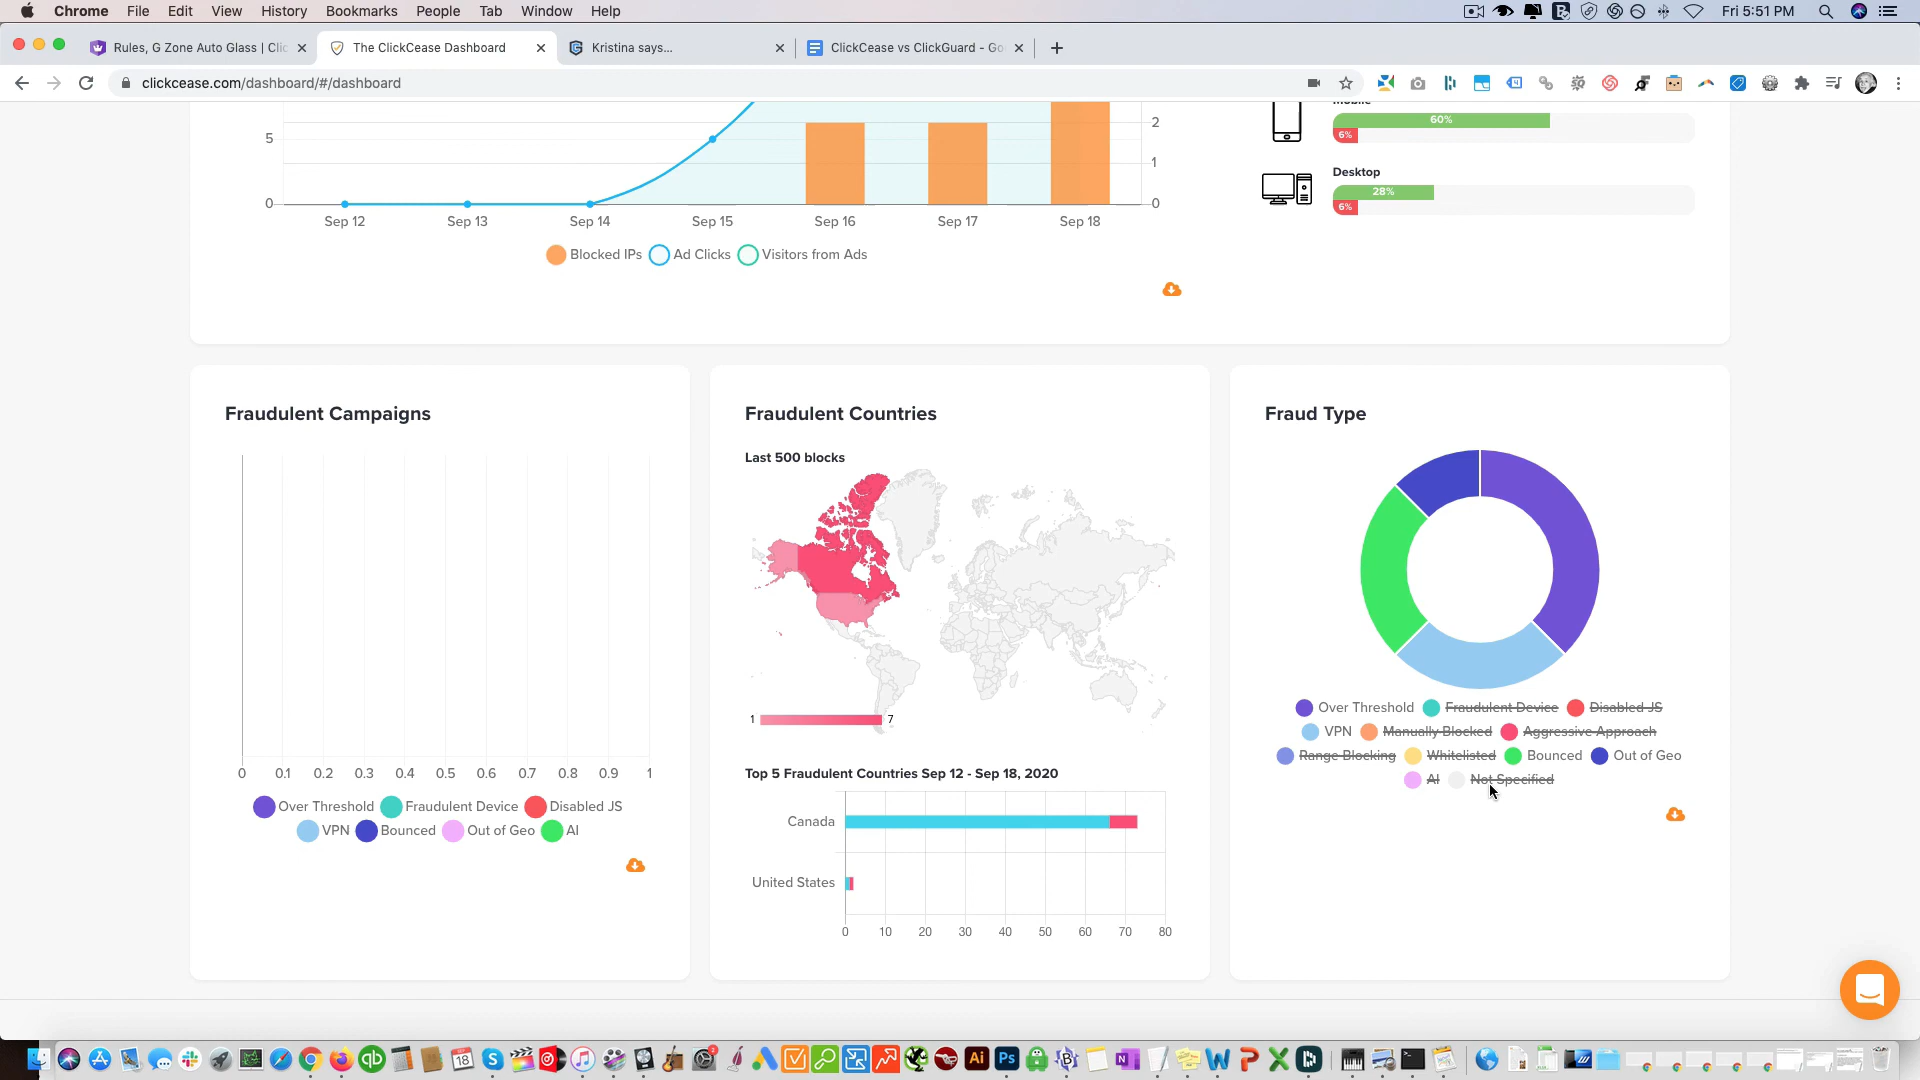 Chrome File Edit View History Bookmarks People Tab Window Help Fri 5:51 PM
Rules, G Zone Auto Glass | Clic The ClickCease Dashboard Kristina says... ClickCease vs ClickGuard - Go
clickcease.com/dashboard/#/dashboard
Mobile
5 2 60%
6%
1
Desktop
28%
0 0 6%
Sep 12 Sep 13 Sep 14 Sep 15 Sep 16 Sep 17 Sep 18
Blocked IPs Ad Clicks Visitors from Ads
Fraudulent Campaigns Fraudulent Countries Fraud Type
Last 500 blocks
1 7
Over Threshold Fraudulent Device Disabled JS
VPN Manually Blocked Aggressive Approach
Range Blocking Whitelisted Bounced Out of Geo
AI Not Specified
0 0.1 0.2 0.3 0.4 0.5 0.6 0.7 0.8 0.9 1
Over Threshold Fraudulent Device Disabled JS
VPN Bounced Out of Geo AI
Top 5 Fraudulent Countries Sep 12 - Sep 18, 2020
Canada
United States
0 10 20 30 40 50 60 70 80